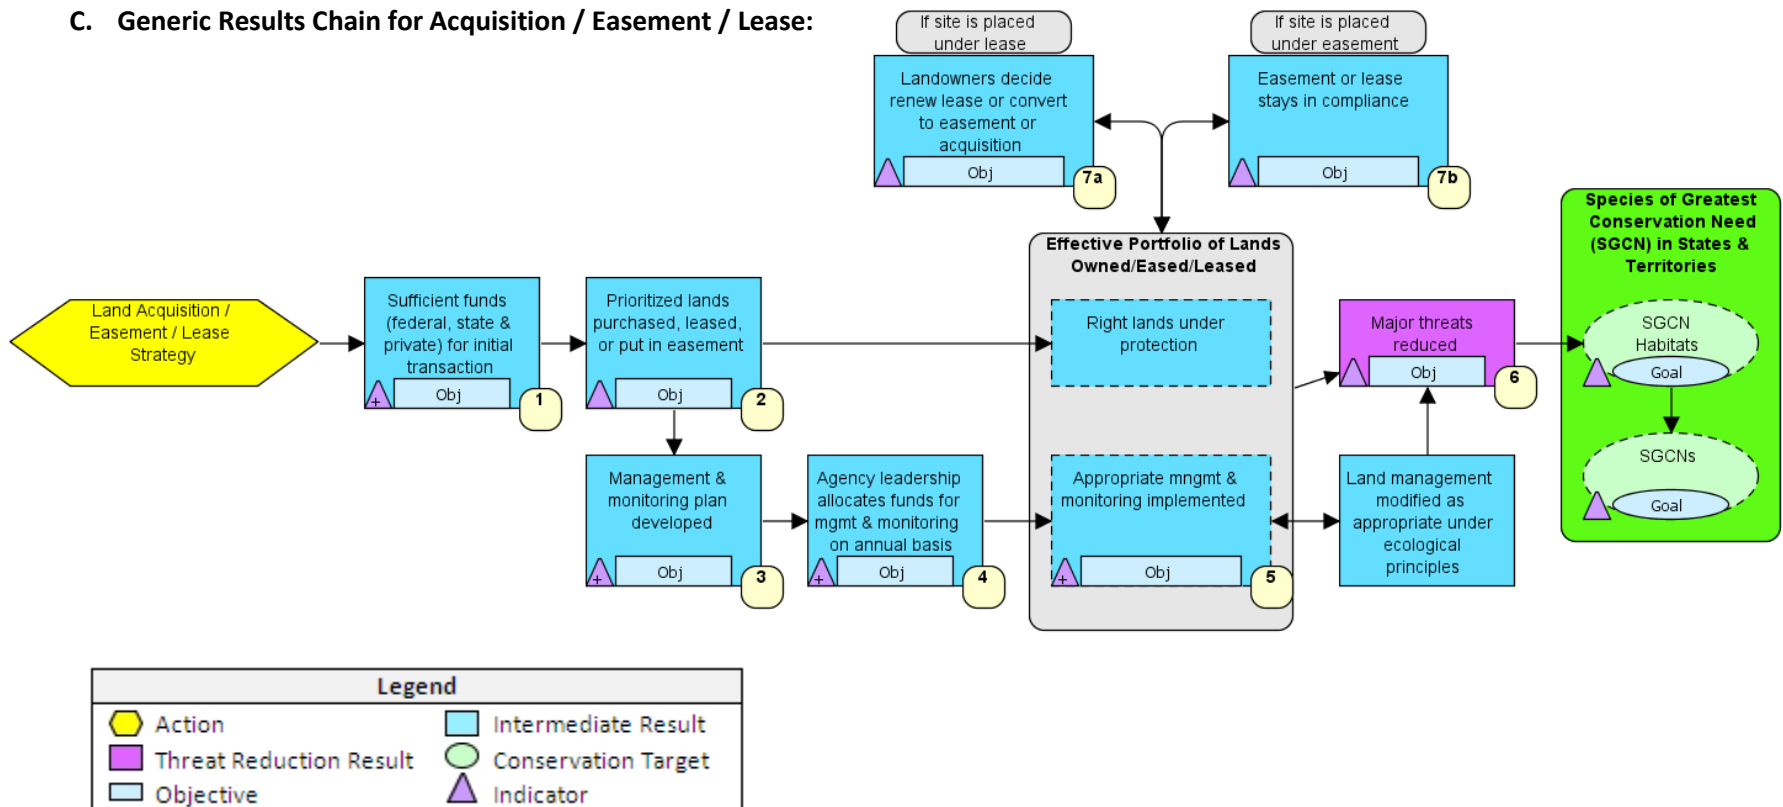 C. Generic Results Chain for Acquisition / Easement / Lease:
If site is placed
under lease
If site is placed
under easement
Landowners decide
renew lease or convert
to easement or
acquisition
Obj
7a
Easement or lease
stays in compliance
Obj
7b
Land Acquisition /
Easement / Lease
Strategy
Sufficient funds
(federal, state &
private) for initial
transaction
+
Obj
1
Prioritized lands
purchased, leased,
or put in easement
Obj
2
Management &
monitoring plan
developed
+
Obj
3
Agency leadership
allocates funds for
mgmt & monitoring
on annual basis
+
Obj
4
Effective Portfolio of Lands
Owned/Eased/Leased
Right lands under
protection
Appropriate mngmt &
monitoring implemented
+
Obj
5
Major threats
reduced
Obj
6
Land management
modified as
appropriate under
ecological
principles
Species of Greatest
Conservation Need
(SGCN) in States &
Territories
SGCN
Habitats
Goal
SGCNs
Goal
Legend
Action
Intermediate Result
Threat Reduction Result
Conservation Target
Objective
Indicator